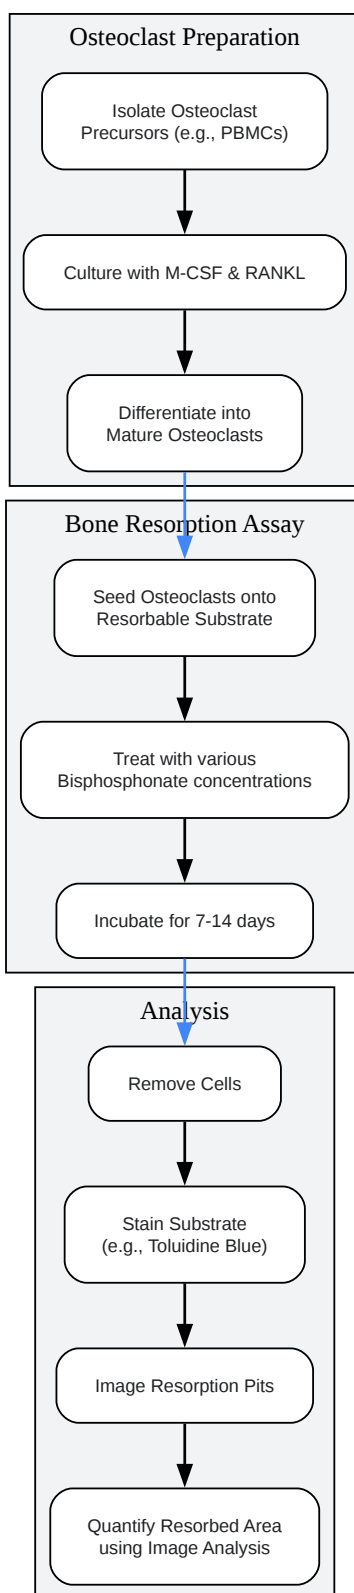 Osteoclast Preparation
Isolate Osteoclast
Precursors (e.g., PBMCs)
Culture with M-CSF & RANKL
Differentiate into
Mature Osteoclasts
Bone Resorption Assay
Seed Osteoclasts onto
Resorbable Substrate
Treat with various
Bisphosphonate concentrations
Incubate for 7-14 days
Analysis
Remove Cells
Stain Substrate
(e.g., Toluidine Blue)
Image Resorption Pits
Quantify Resorbed Area
using Image Analysis